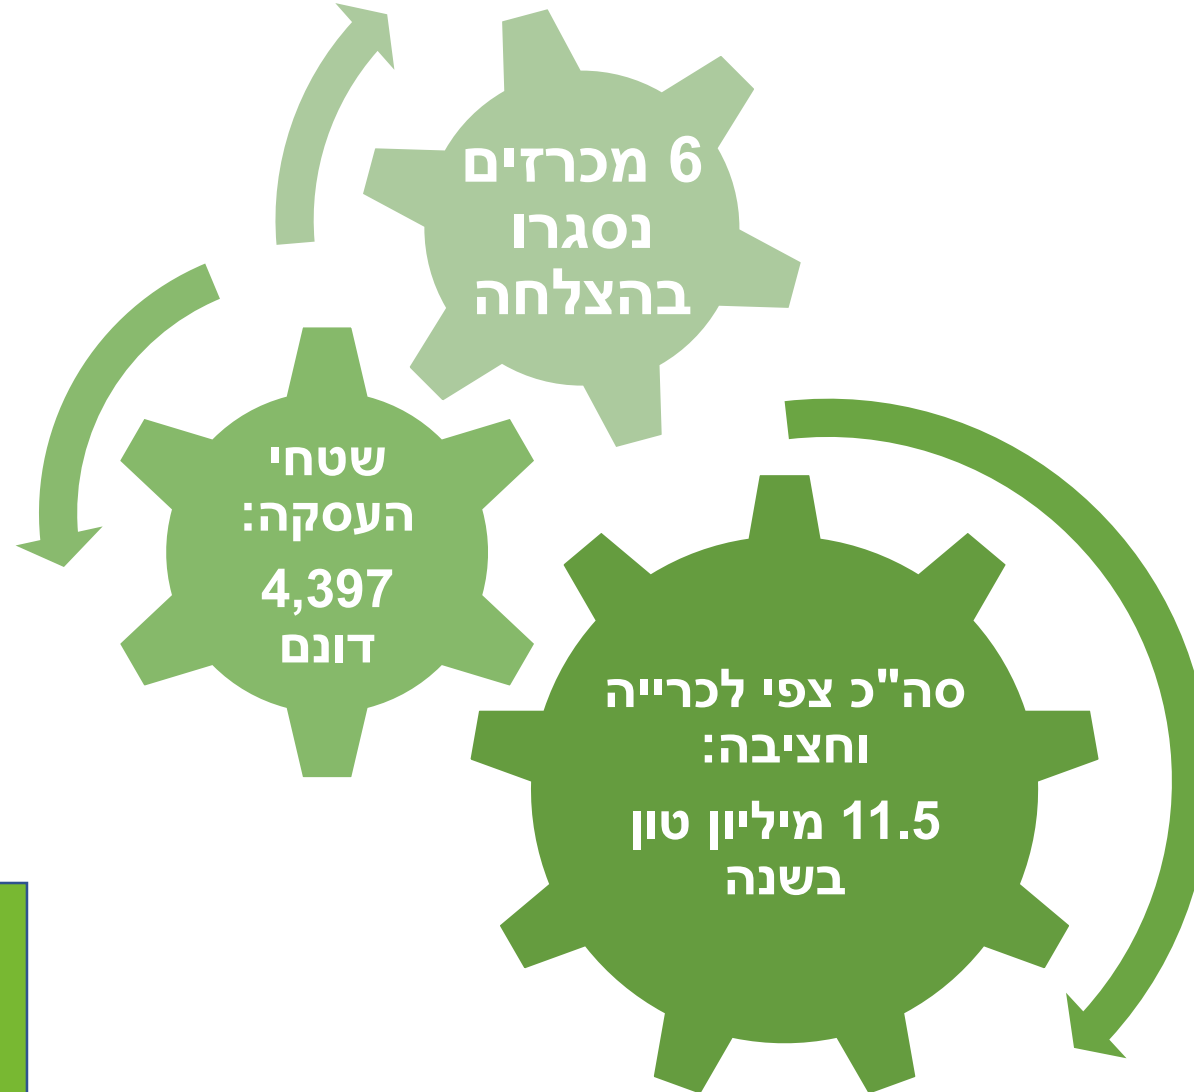 6 מכרזים
נסגרו
בהצלחה
שטחי
העסקה:
4,397
דונם
סה"כ צפי לכרייה
וחציבה:
11.5 מיליון טון
בשנה